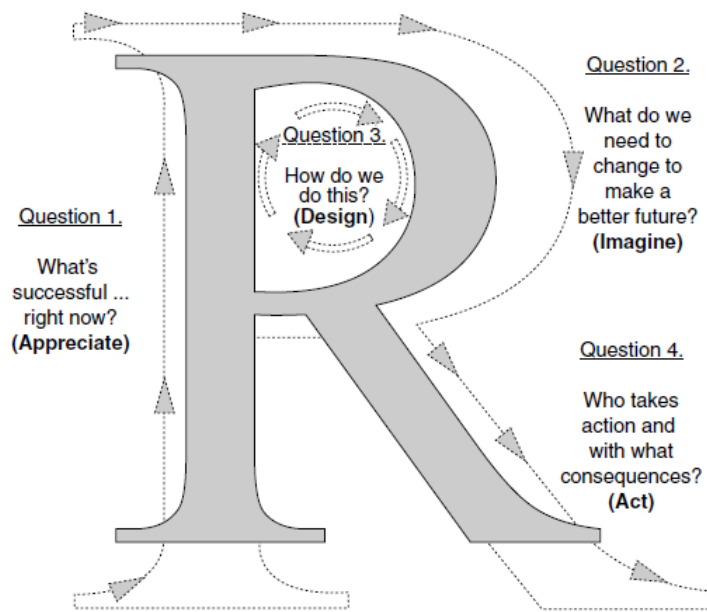 Question 1.
What's
successful ...
right now?
(Appreciate)
Question 2.
What do we
need to
change to
make a
better future?
(Imagine)
Question 3.
How do we
do this?
(Design)
Question 4.
Who takes
action and
with what
consequences?
(Act)
R